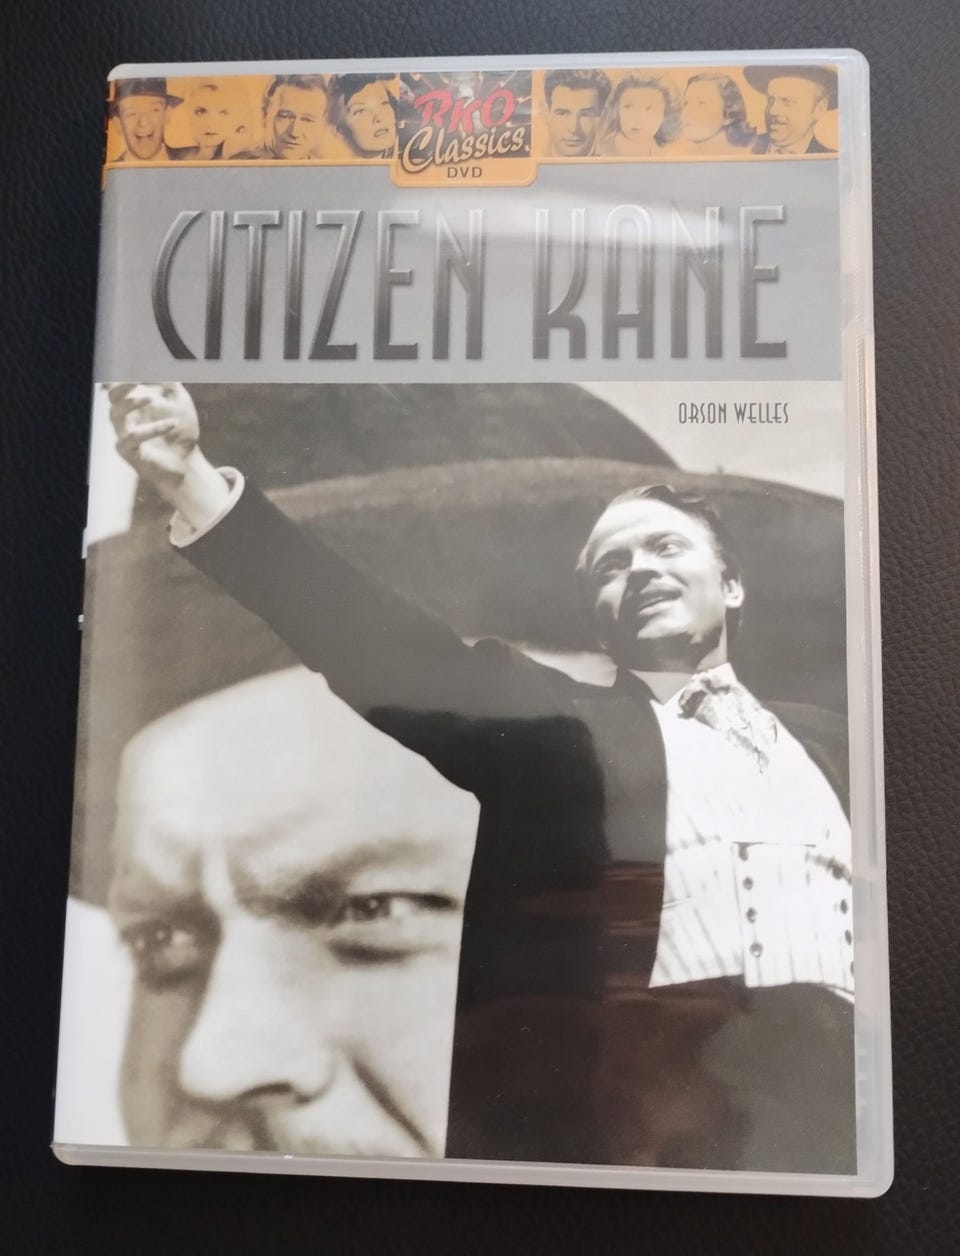 RKO
Classics
DVD
CITIZEN KANE
ORSON WELLES